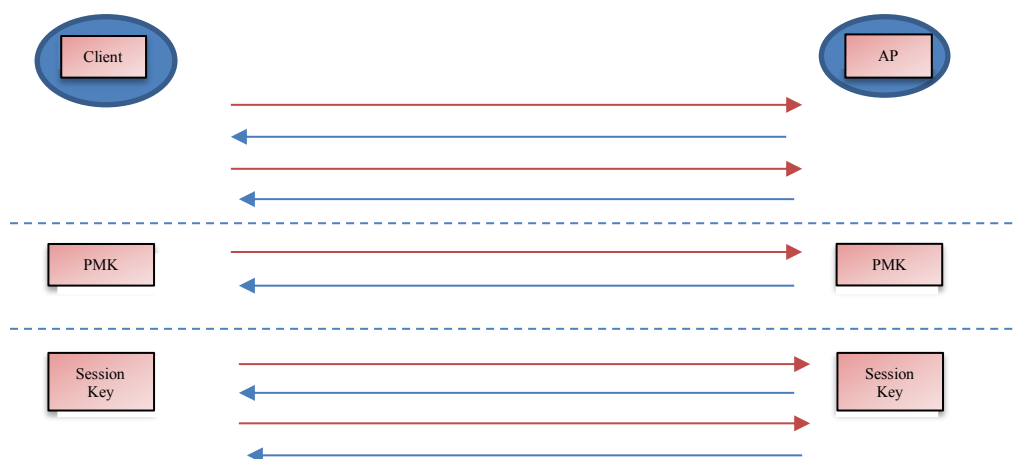 Client
AP
PMK
PMK
Session
Key
Session
Key